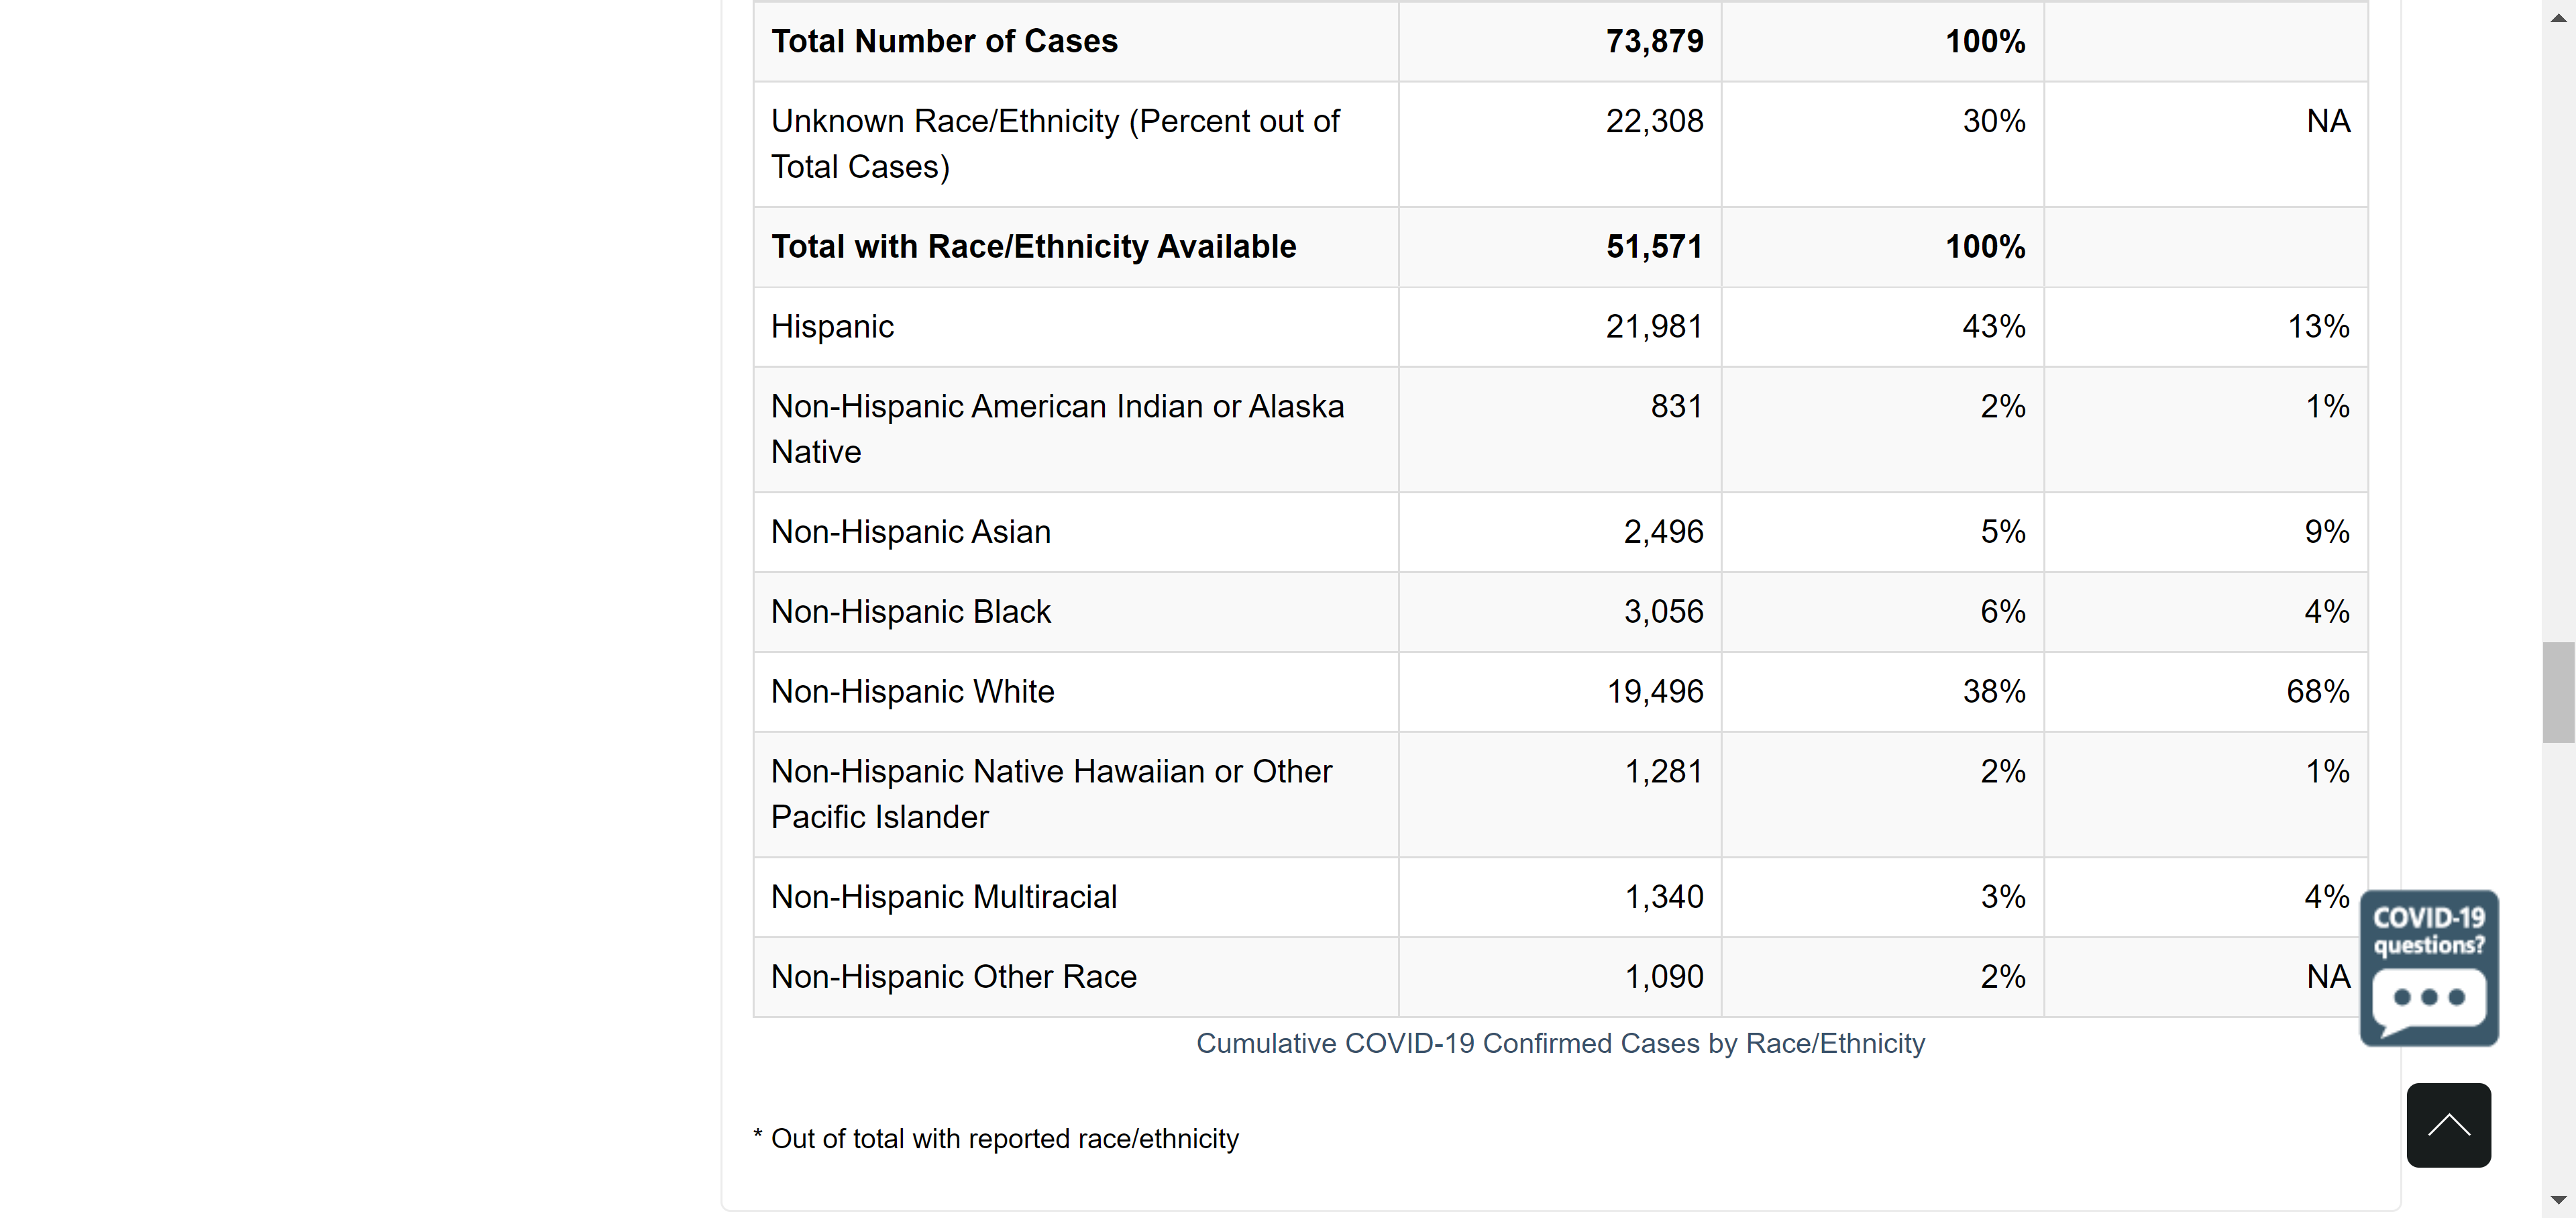 Total Number of Cases 73,879 100%
Unknown Race/Ethnicity (Percent out of 22,308 30% NA
Total Cases)
Total with Race/Ethnicity Available 51,571 100%
Hispanic 21,981 43% 13%
Non-Hispanic American Indian or Alaska 831 2% 1%
Native
Non-Hispanic Asian 2,496 5% 9%
Non-Hispanic Black 3,056 6% 4%
Non-Hispanic White 19,496 38% 68%
Non-Hispanic Native Hawaiian or Other 1,281 2% 1%
Pacific Islander
Non-Hispanic Multiracial 1,340 3% 4%
Non-Hispanic Other Race 1,090 2% NA
COVID-19
questions?
Cumulative COVID-19 Confirmed Cases by Race/Ethnicity
* Out of total with reported race/ethnicity